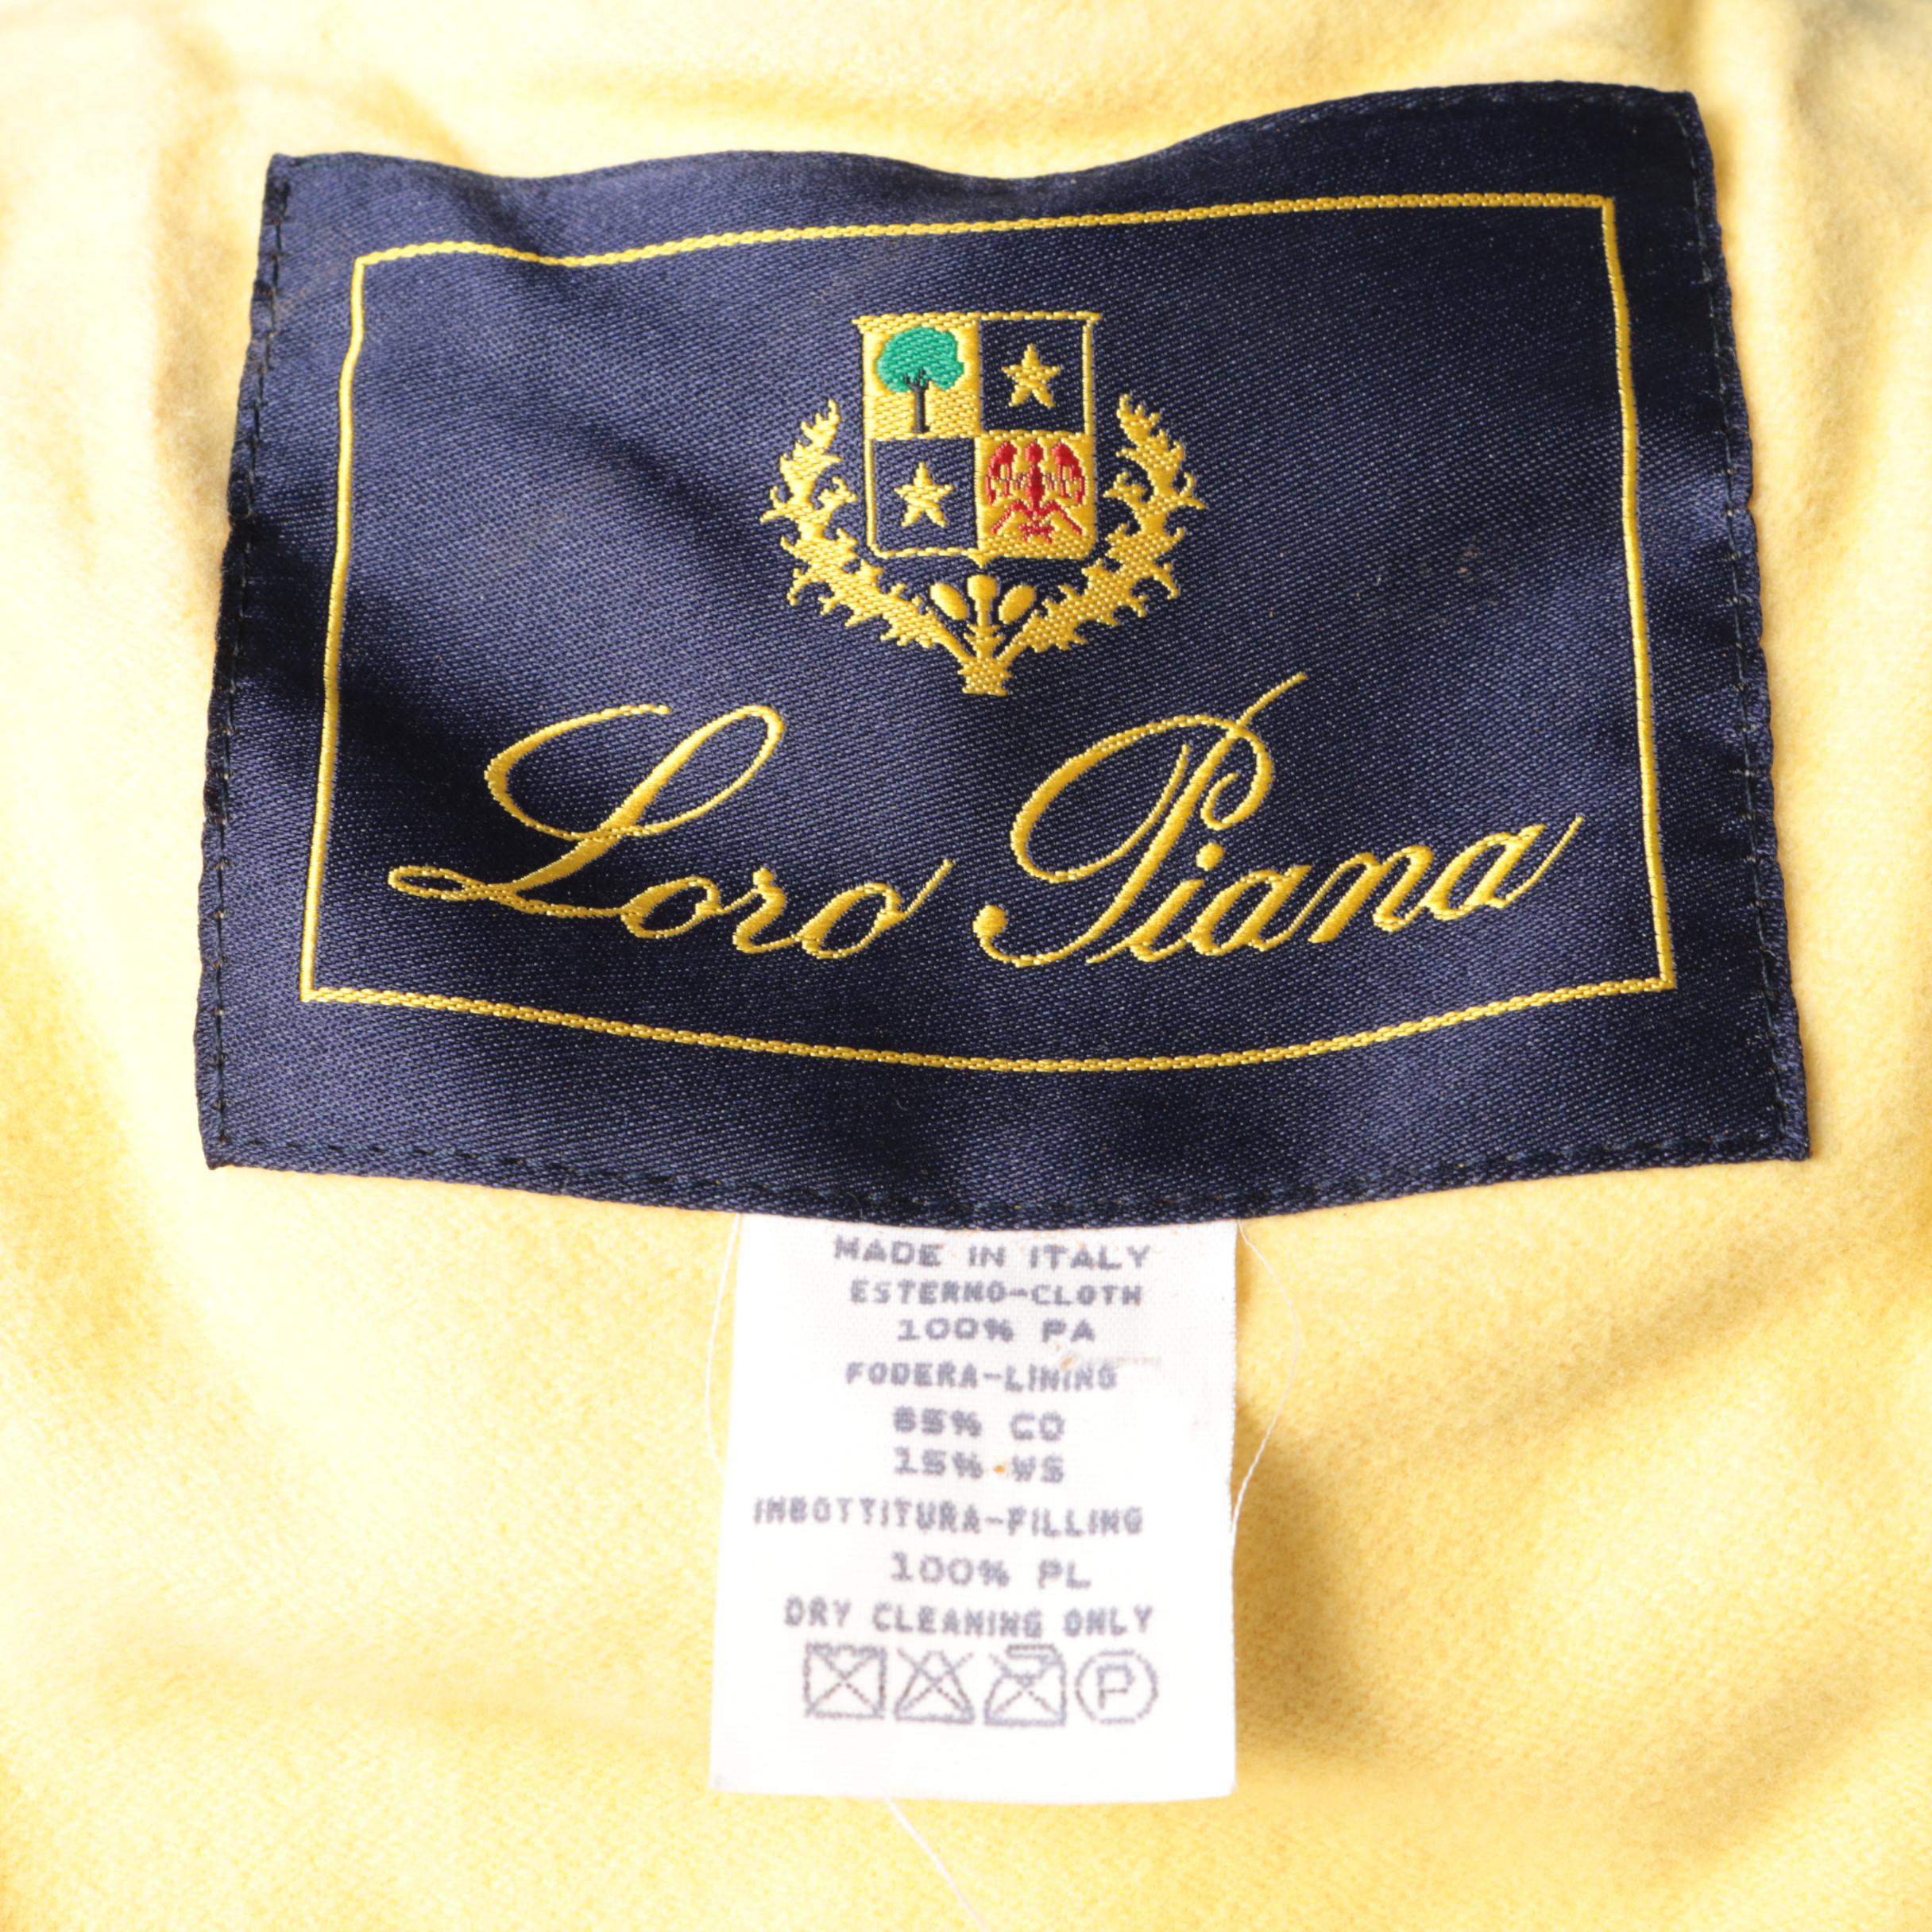 Loro Piana
MADE IN ITALY
ESTERNO-CLOTH
100% PA
FODERA-LINING
85% CO
15% WS
IMBOTTITURA-FILLING
100% PL
DRY CLEANING ONLY
P